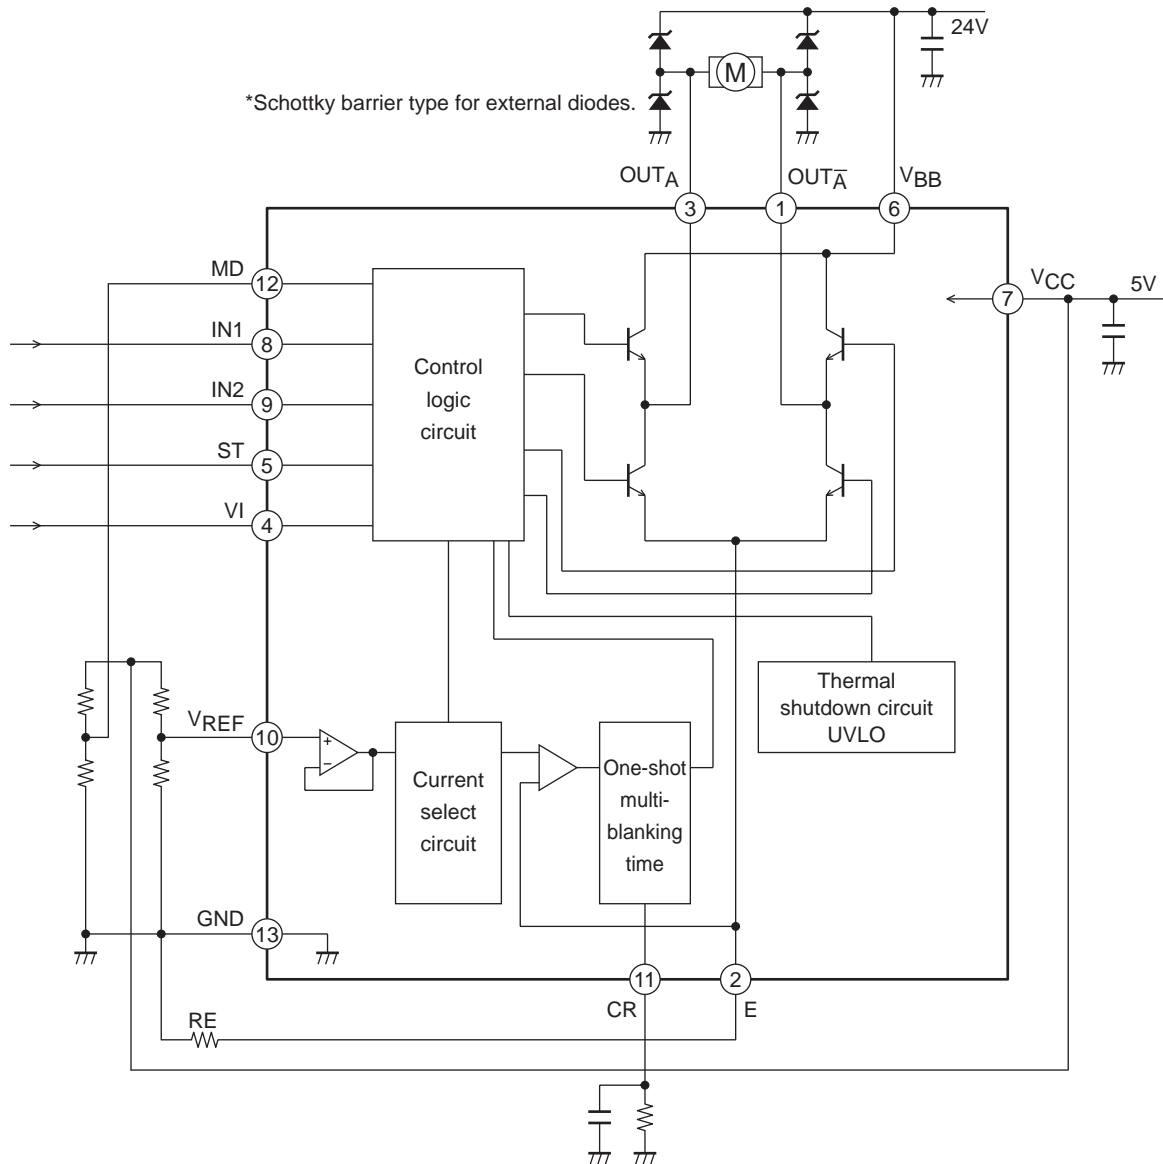 24V
M
*Schottky barrier type for external diodes.
OUTA
OUTA̅
VBB
3
1
6
MD
12
VCC
5V
7
IN1
8
IN2
9
ST
5
VI
4
Control
logic
circuit
Thermal
shutdown circuit
UVLO
VREF
10
+
−
Current
select
circuit
One-shot
multi-
blanking
time
GND
13
11
2
CR
E
RE